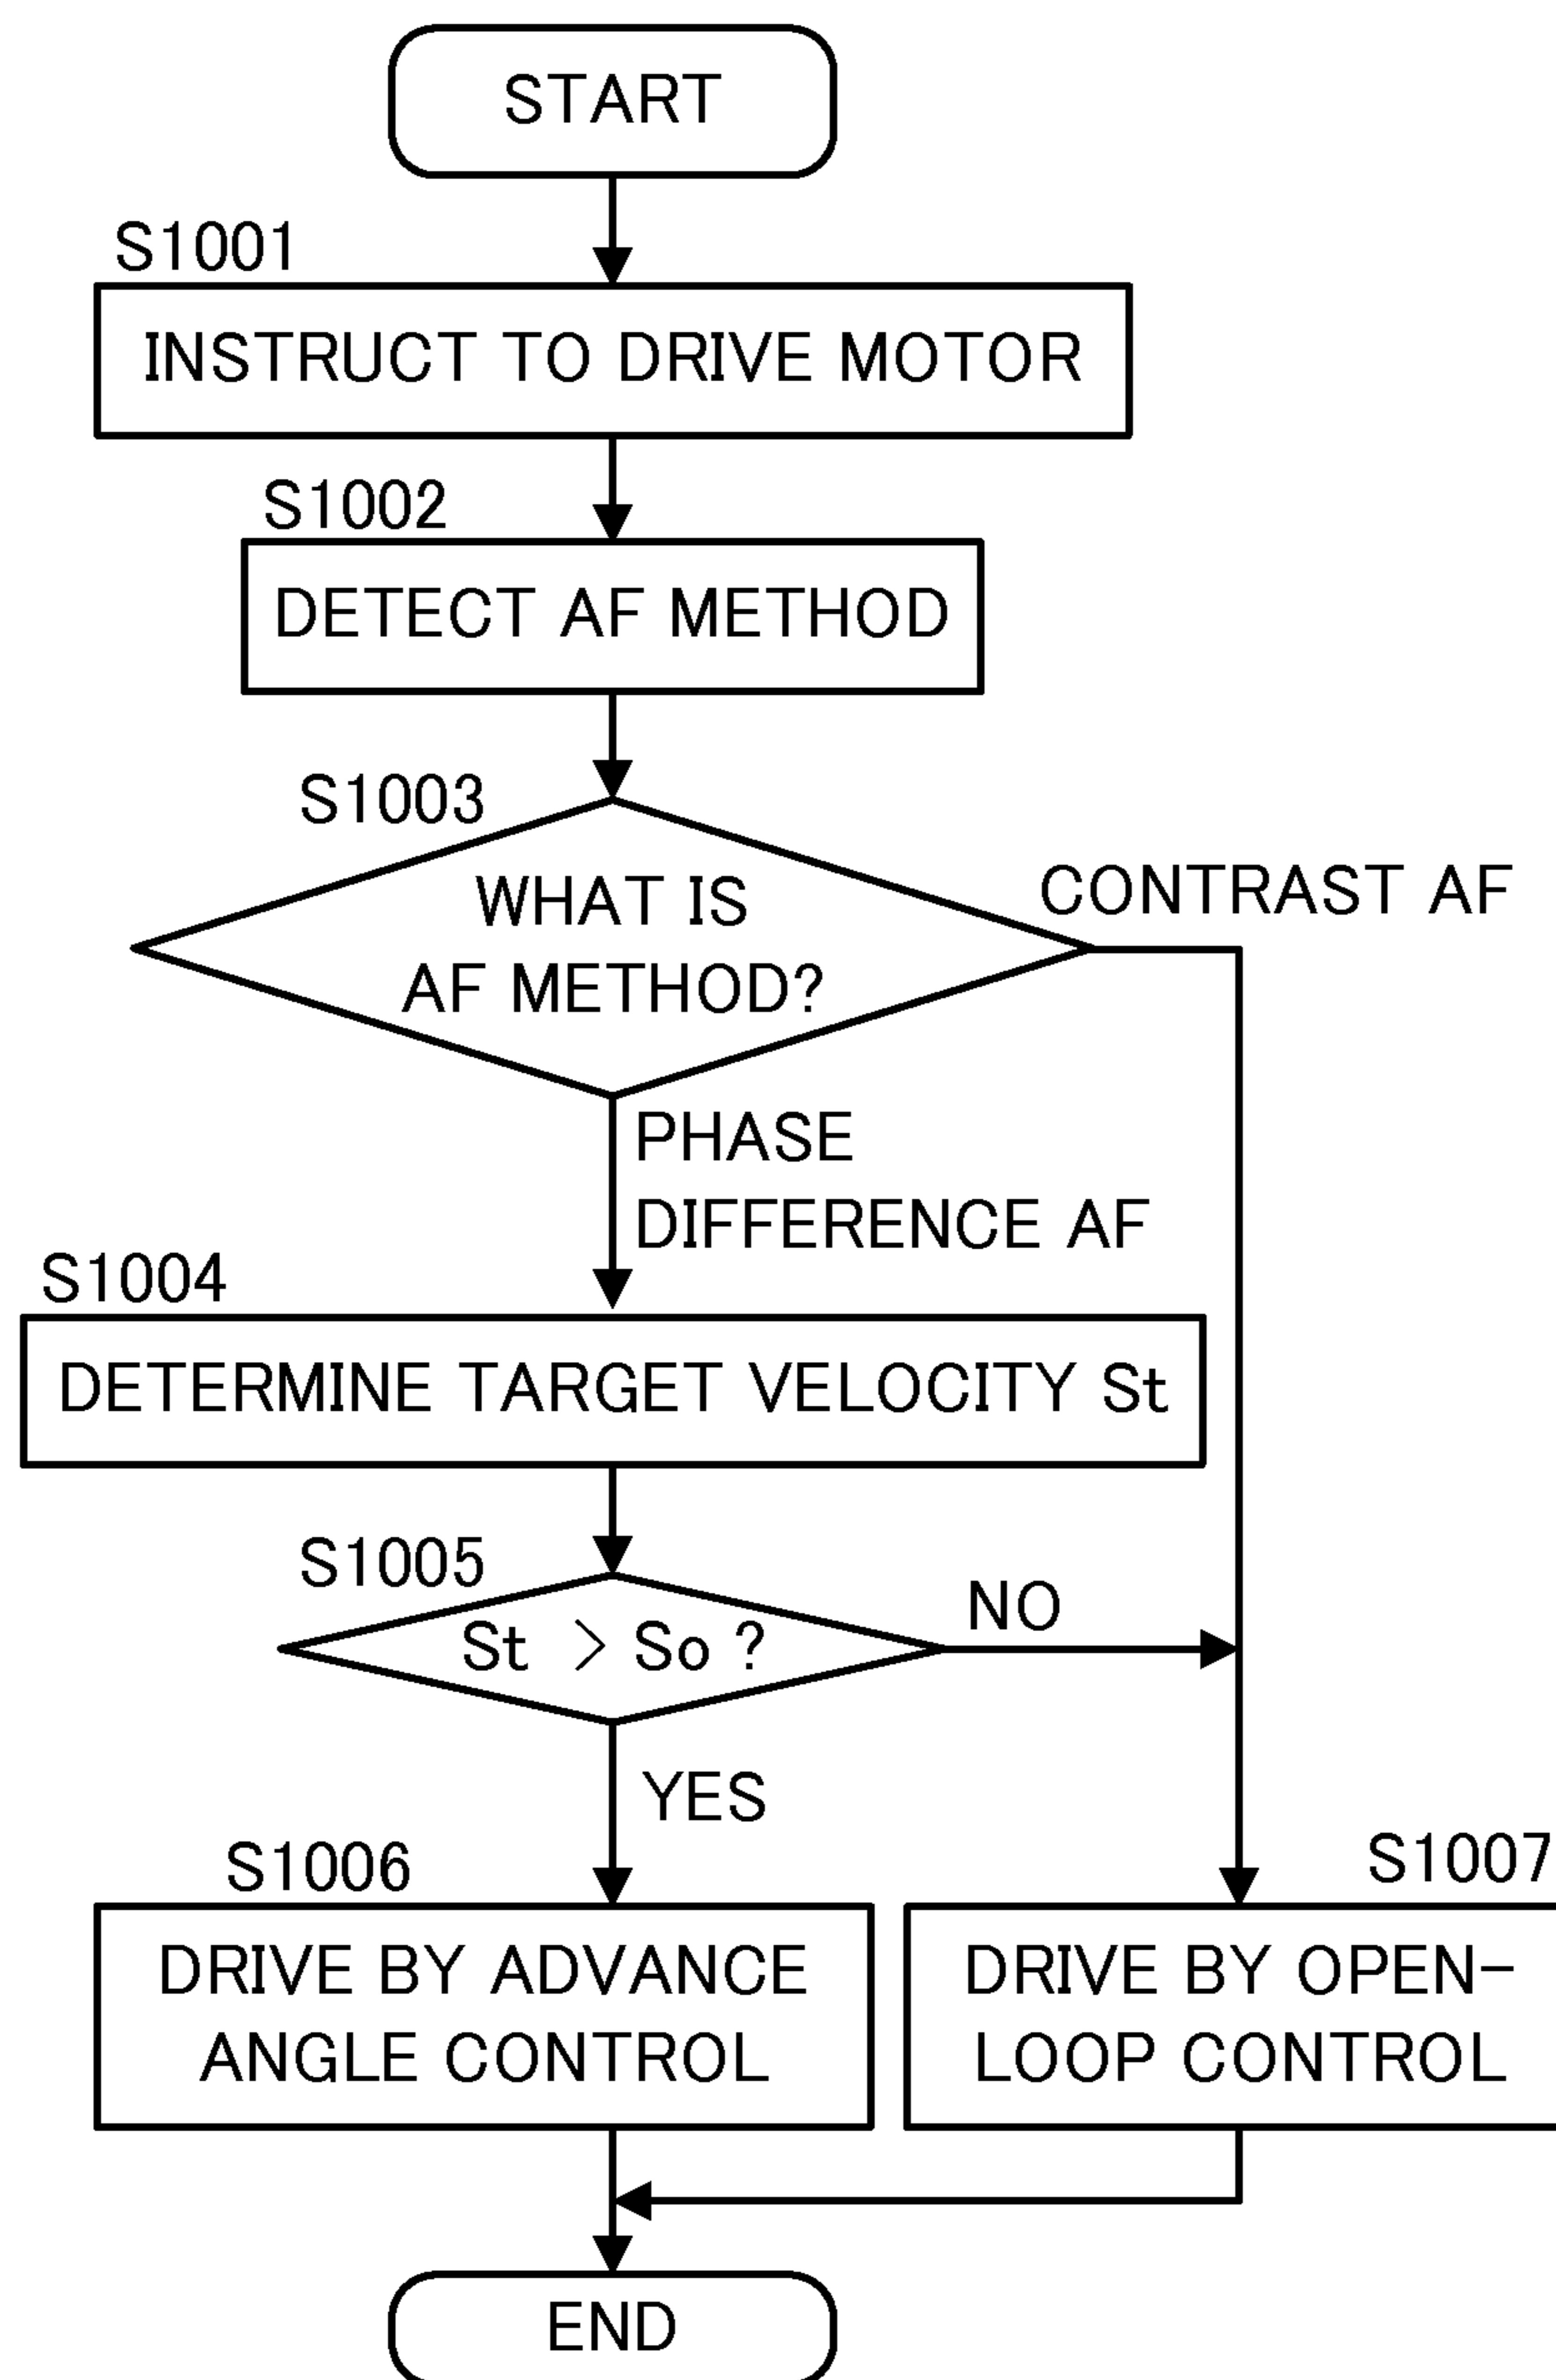 START
S1001
INSTRUCT TO DRIVE MOTOR
S1002
DETECT AF METHOD
S1003
WHAT IS
AF METHOD?
CONTRAST AF
PHASE
DIFFERENCE AF
S1004
DETERMINE TARGET VELOCITY St
S1005
St > So ?
NO
YES
S1006
DRIVE BY ADVANCE
ANGLE CONTROL
S1007
DRIVE BY OPEN-
LOOP CONTROL
END